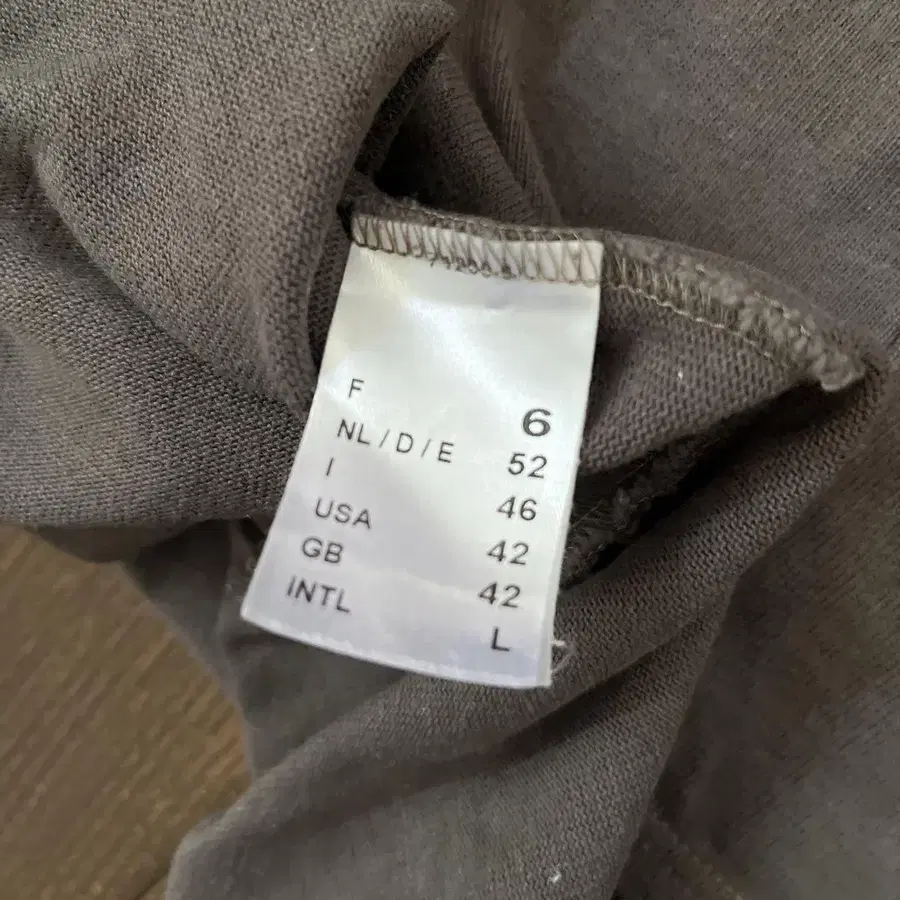 F 6
NL / D / E 52
I 46
USA 42
GB 42
INTL L